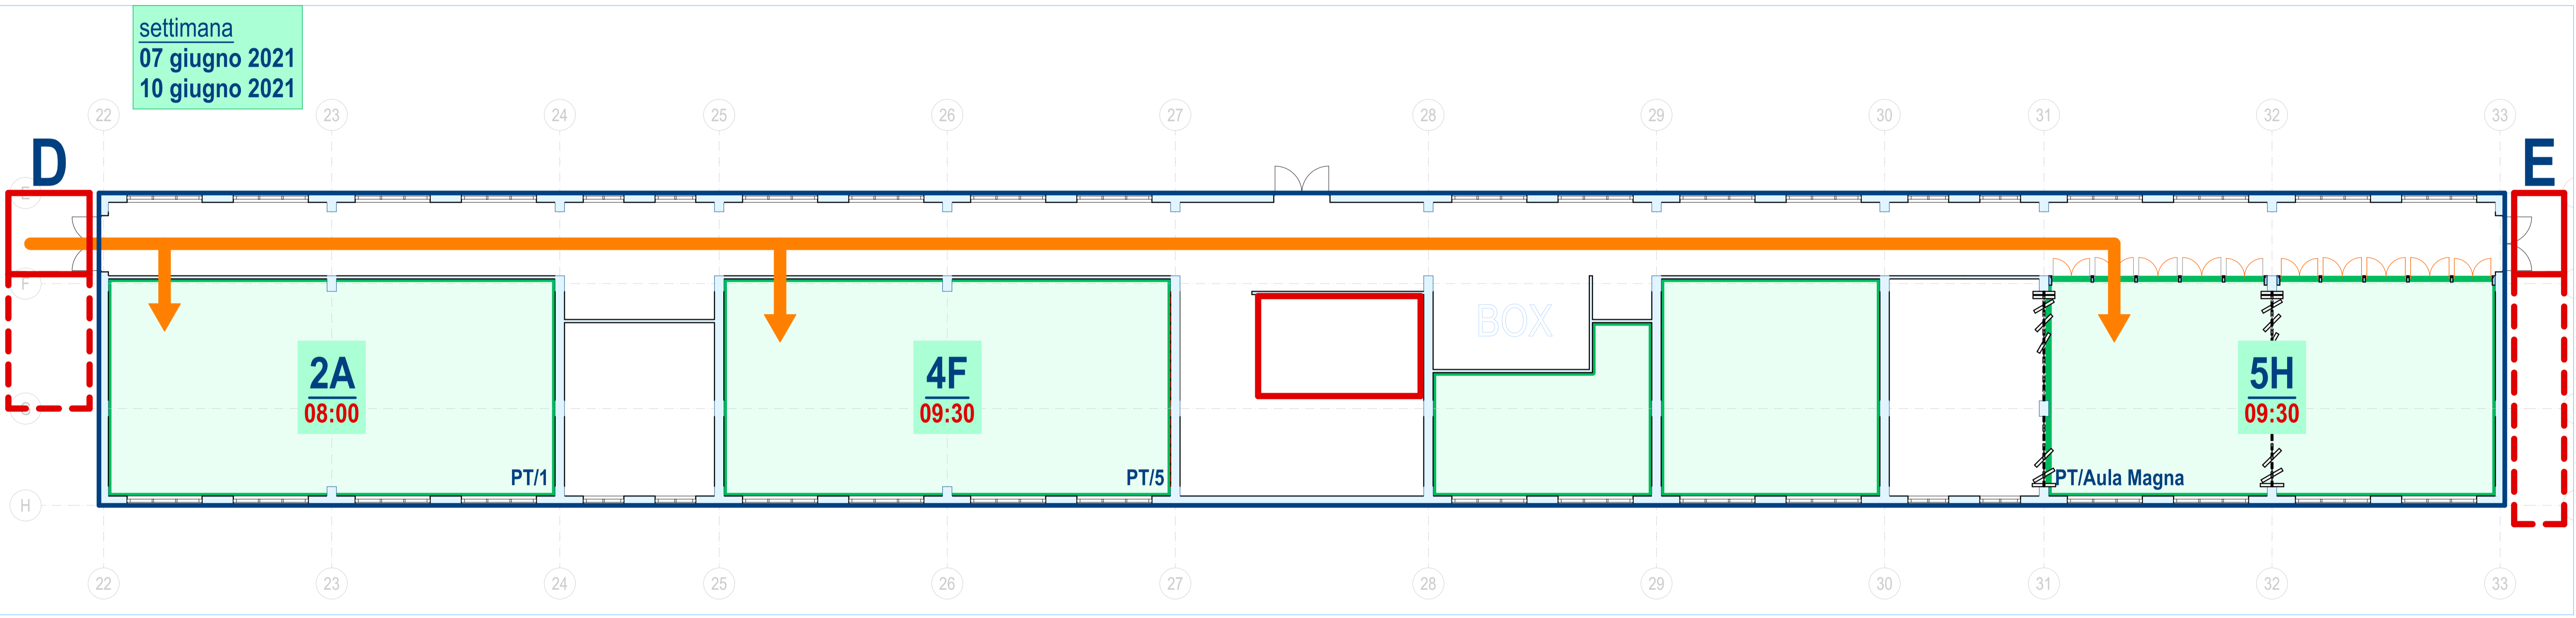 settimana
07 giugno 2021
10 giugno 2021
22 23 24 25 26 27 28 29 30 31 32 33
D
E
E
F
G
H
BOX
2A
08:00
4F
09:30
5H
09:30
PT/1
PT/5
PT/Aula Magna
22 23 24 25 26 27 28 29 30 31 32 33